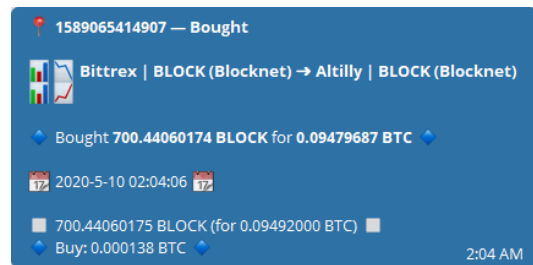 📍 1589065414907 — Bought
Bittrex | BLOCK (Blocknet) → Altilly | BLOCK (Blocknet)
🔹 Bought 700.44060174 BLOCK for 0.09479687 BTC 🔹
📅 2020-5-10 02:04:06 📅
◻️ 700.44060175 BLOCK (for 0.09492000 BTC) ◻️
🔹 Buy: 0.000138 BTC 🔹
2:04 AM